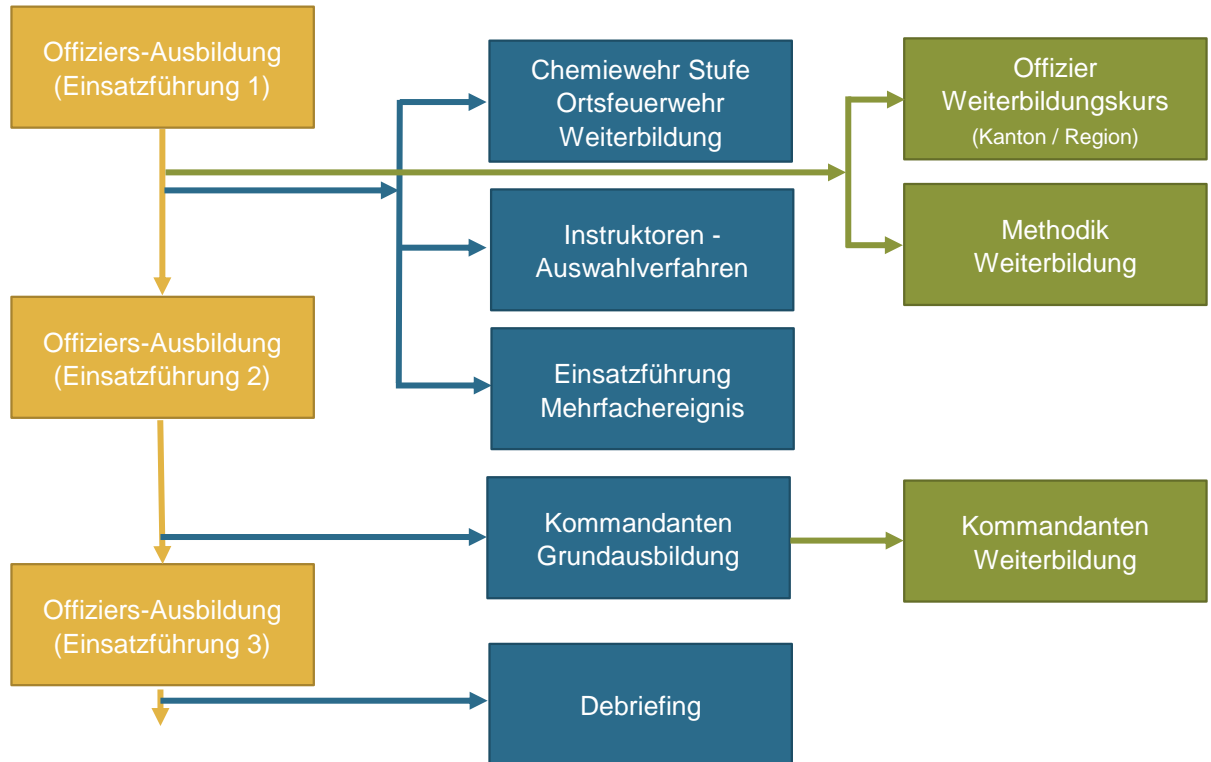 Offiziers-Ausbildung
(Einsatzführung 1)
Chemiewehr Stufe
Ortsfeuerwehr
Weiterbildung
Offizier
Weiterbildungskurs
(Kanton / Region)
Instruktoren -
Auswahlverfahren
Methodik
Weiterbildung
Offiziers-Ausbildung
(Einsatzführung 2)
Einsatzführung
Mehrfachereignis
Kommandanten
Grundausbildung
Kommandanten
Weiterbildung
Offiziers-Ausbildung
(Einsatzführung 3)
Debriefing